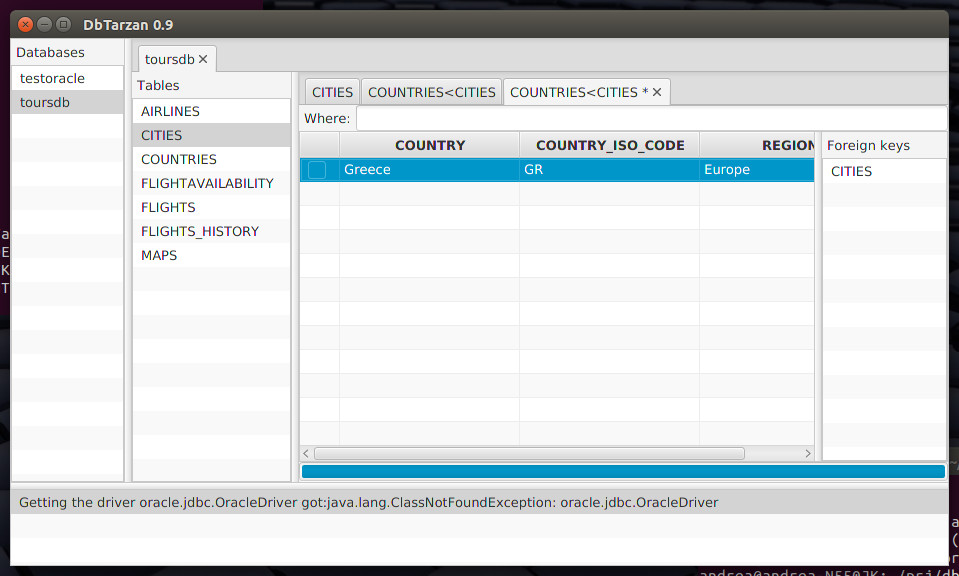 DbTarzan 0.9
Databases
testoracle
toursdb
toursdb
Tables
AIRLINES
CITIES
COUNTRIES
FLIGHTAVAILABILITY
FLIGHTS
FLIGHTS_HISTORY
MAPS
CITIES COUNTRIES<CITIES COUNTRIES<CITIES *
Where:
COUNTRY COUNTRY_ISO_CODE REGION
Greece GR Europe
Foreign keys
CITIES
Getting the driver oracle.jdbc.OracleDriver got:java.lang.ClassNotFoundException: oracle.jdbc.OracleDriver
a
E
K
T